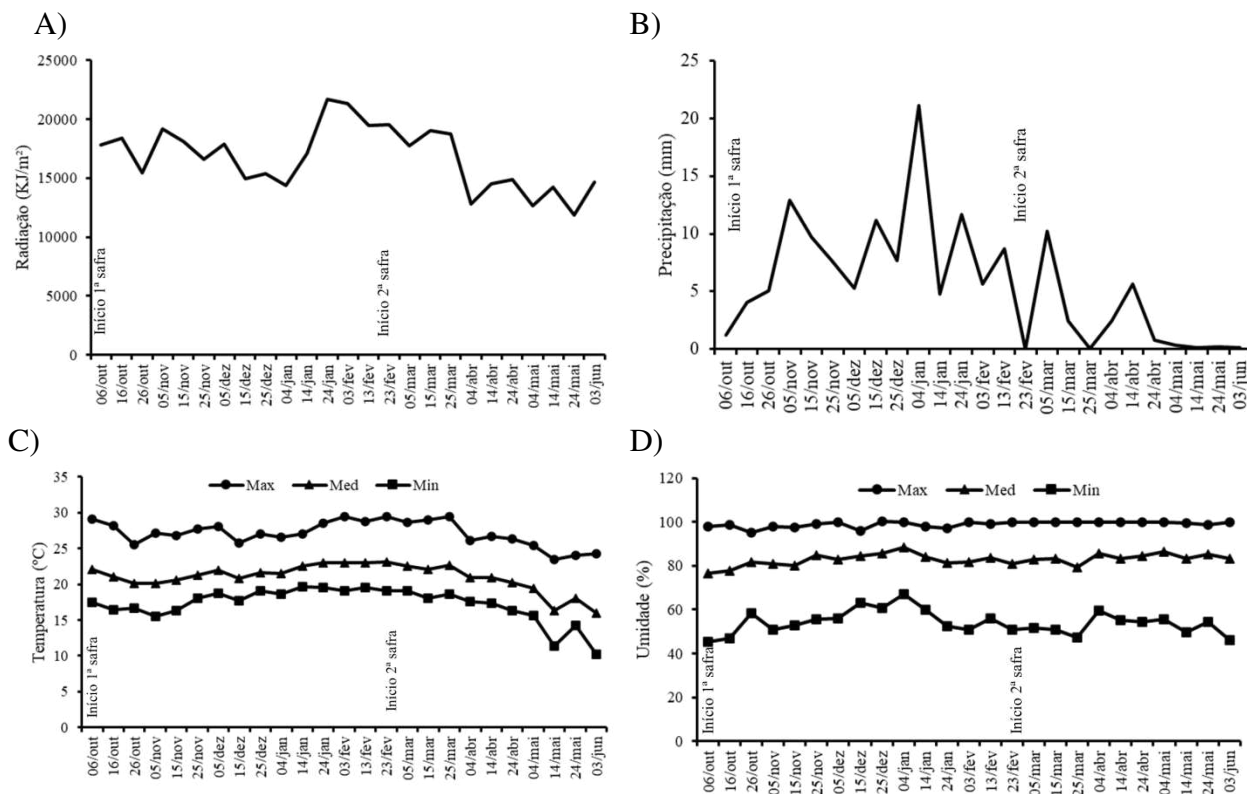 A)
Radiação (KJ/m²)
25000
20000
15000
10000
5000
0
Início 1ª safra
Início 2ª safra
06/out
16/out
26/out
05/nov
15/nov
25/nov
05/dez
15/dez
25/dez
04/jan
14/jan
24/jan
03/fev
13/fev
23/fev
05/mar
15/mar
25/mar
04/abr
14/abr
24/abr
04/mai
14/mai
24/mai
03/jun
B)
Precipitação (mm)
25
20
15
10
5
0
Início 1ª safra
Início 2ª safra
06/out
16/out
26/out
05/nov
15/nov
25/nov
05/dez
15/dez
25/dez
04/jan
14/jan
24/jan
03/fev
13/fev
23/fev
05/mar
15/mar
25/mar
04/abr
14/abr
24/abr
04/mai
14/mai
24/mai
03/jun
C)
Temperatura (°C)
35
30
25
20
15
10
5
0
Max Med Min
Início 1ª safra
Início 2ª safra
06/out
16/out
26/out
05/nov
15/nov
25/nov
05/dez
15/dez
25/dez
04/jan
14/jan
24/jan
03/fev
13/fev
23/fev
05/mar
15/mar
25/mar
04/abr
14/abr
24/abr
04/mai
14/mai
24/mai
03/jun
D)
Umidade (%)
120
100
80
60
40
20
0
Max Med Min
Início 1ª safra
Início 2ª safra
06/out
16/out
26/out
05/nov
15/nov
25/nov
05/dez
15/dez
25/dez
04/jan
14/jan
24/jan
03/fev
13/fev
23/fev
05/mar
15/mar
25/mar
04/abr
14/abr
24/abr
04/mai
14/mai
24/mai
03/jun